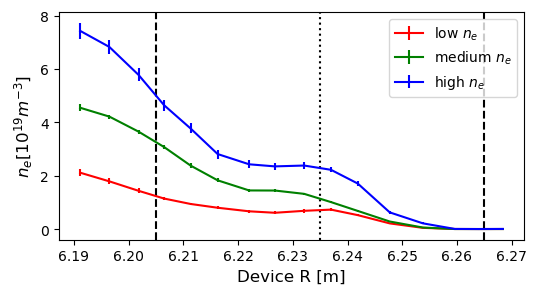 8
6
4
2
0
n_e[10^{19}m^{-3}]
low n_e
medium n_e
high n_e
6.19 6.20 6.21 6.22 6.23 6.24 6.25 6.26 6.27
Device R [m]